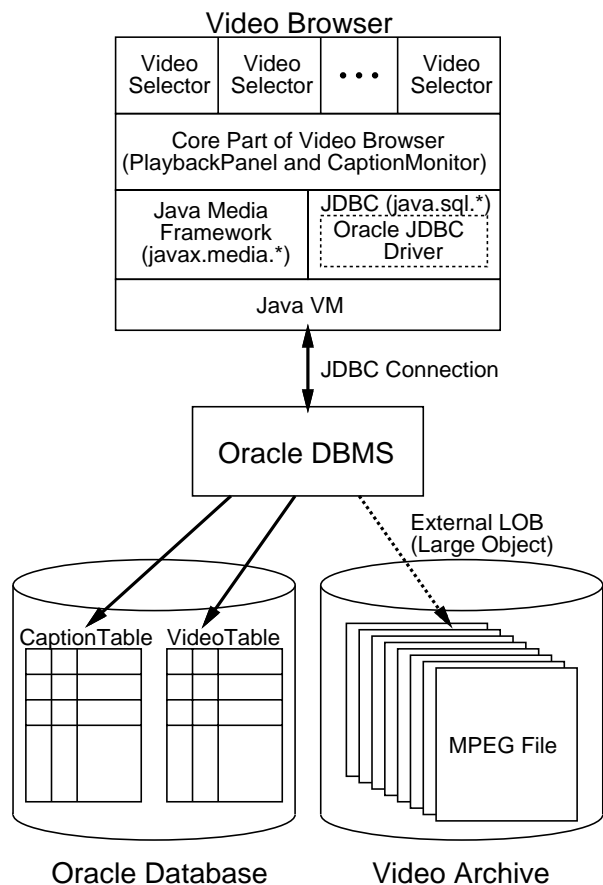 Video Browser
Video
Selector
Video
Selector
• • •
Video
Selector
Core Part of Video Browser
(PlaybackPanel and CaptionMonitor)
Java Media
Framework
(javax.media.*)
JDBC (java.sql.*)
Oracle JDBC
Driver
Java VM
JDBC Connection
Oracle DBMS
External LOB
(Large Object)
CaptionTable
VideoTable
MPEG File
Oracle Database
Video Archive